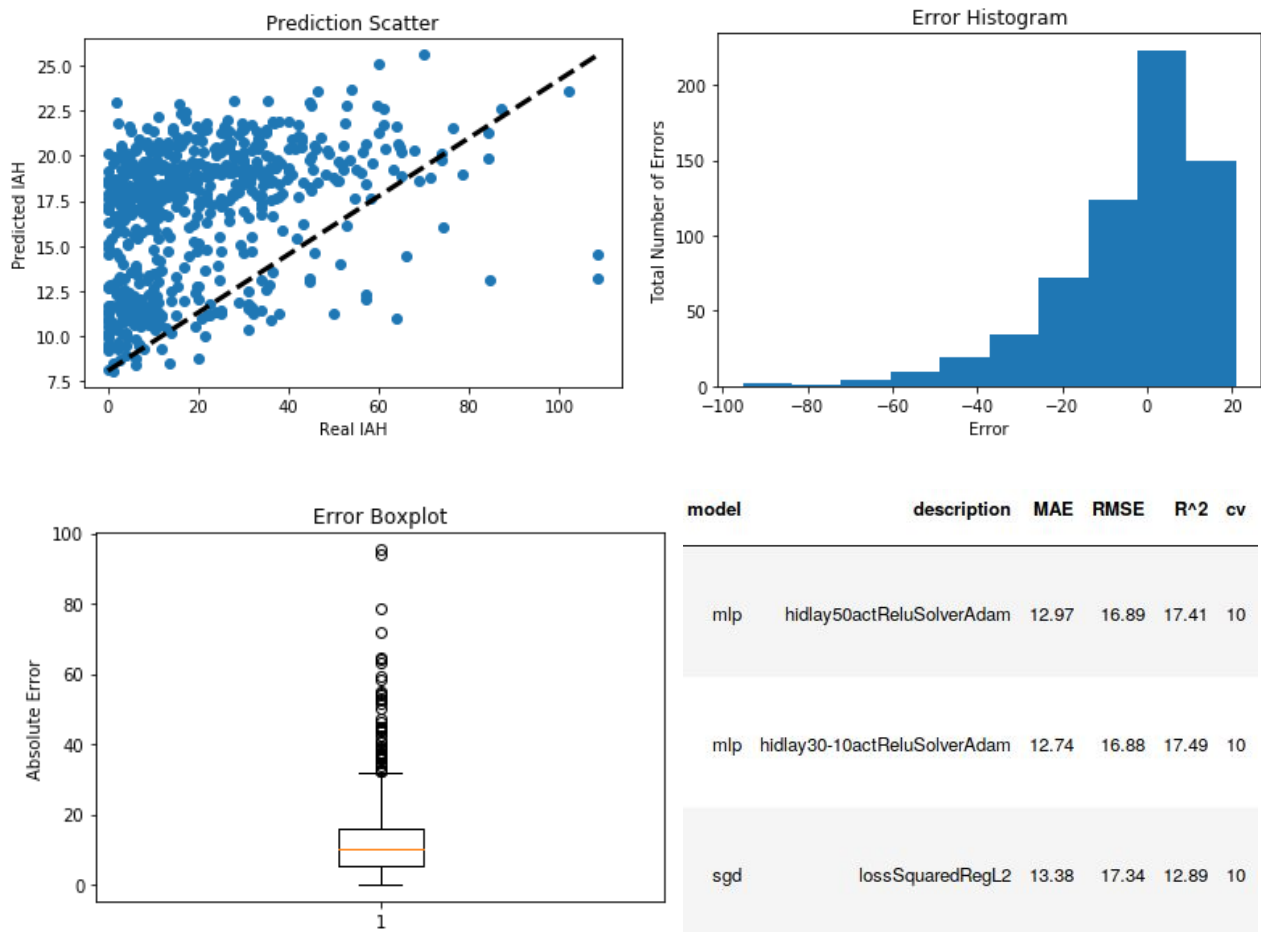 Prediction Scatter
25.0
22.5
20.0
17.5
15.0
12.5
10.0
7.5
Predicted IAH
0 20 40 60 80 100
Real IAH
Error Histogram
200
150
100
50
0
Total Number of Errors
−100 −80 −60 −40 −20 0 20
Error
Error Boxplot
100
80
60
40
20
0
Absolute Error
1
model description MAE RMSE R^2 cv
mlp hidlay50actReluSolverAdam 12.97 16.89 17.41 10
mlp hidlay30-10actReluSolverAdam 12.74 16.88 17.49 10
sgd lossSquaredRegL2 13.38 17.34 12.89 10